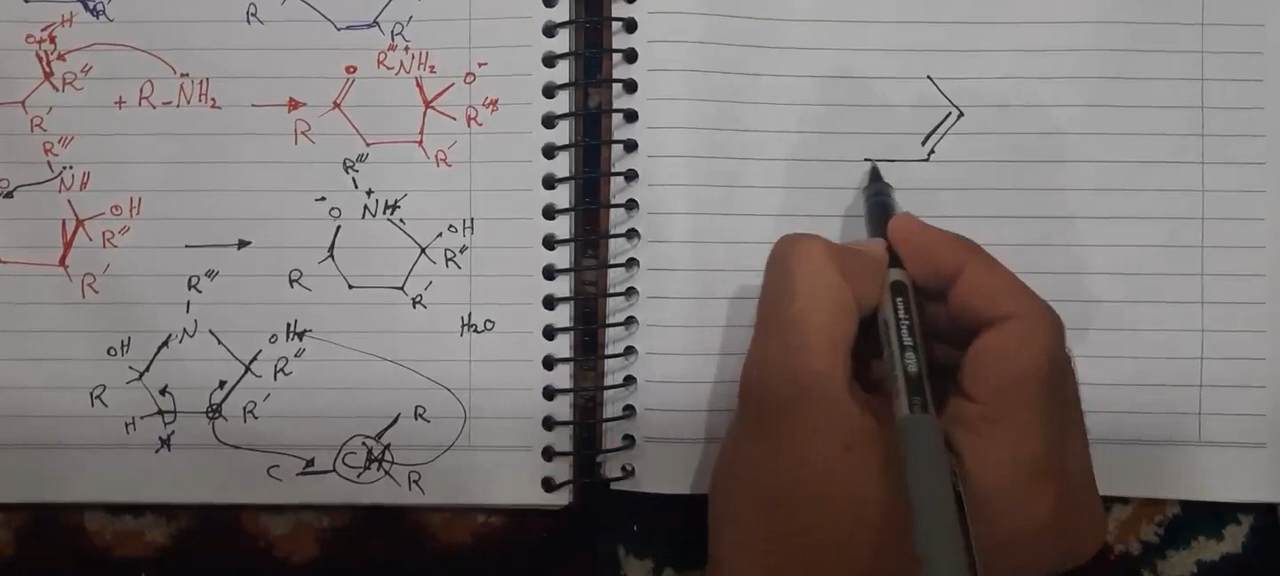 R R'
H
R'' + R-NH2 R'''NH2 O O-
R' R R''
R' R'''
R''' +
NH - O NH OH
OH R''
R'' R R'
R'
R''' H2O
N
OH OH
R R''
H R'
R
C C
R
uni-ball eye